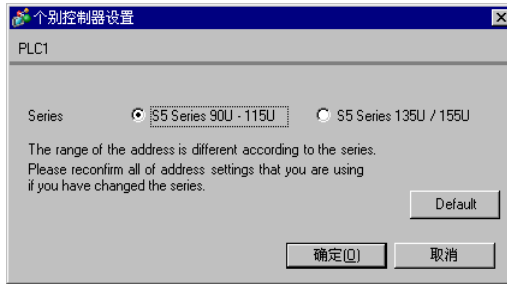 个别控制器设置
PLC1
Series S5 Series 90U - 115U S5 Series 135U / 155U
The range of the address is different according to the series.
Please reconfirm all of address settings that you are using
if you have changed the series.
Default
确定(O) 取消